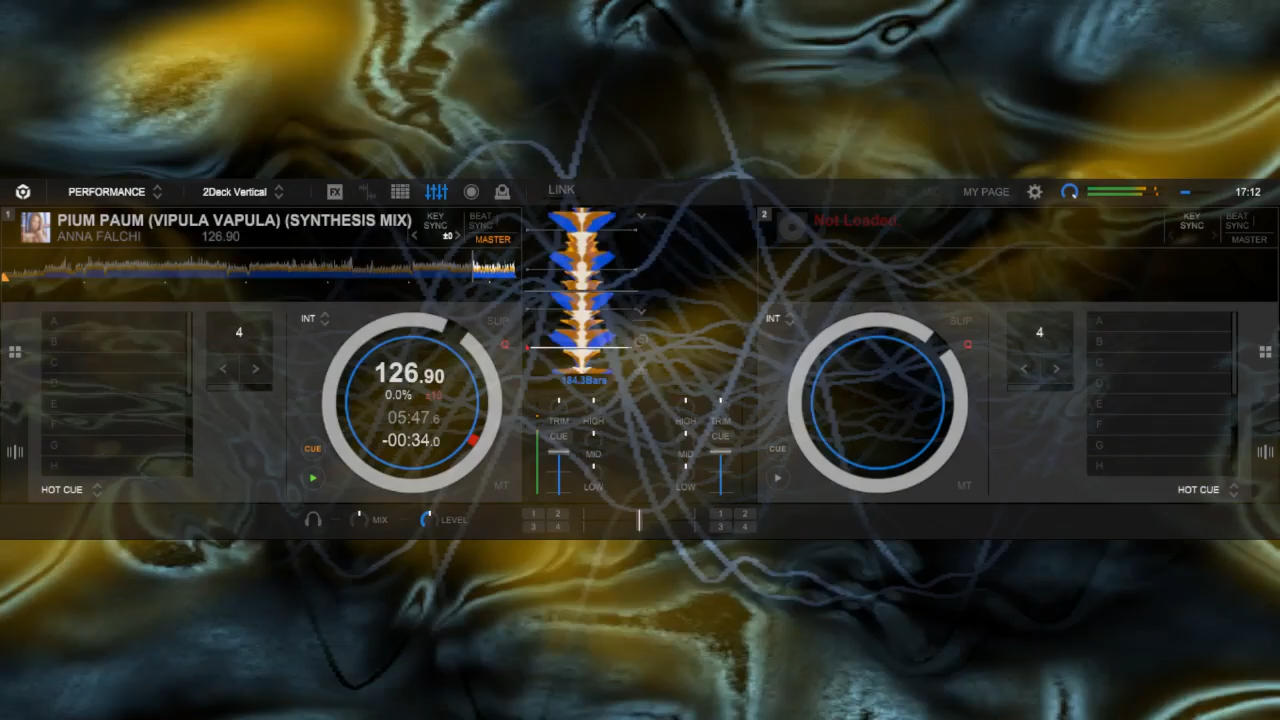 PERFORMANCE 2Deck Vertical FX LINK MY PAGE 17:12
1 PIUM PAUM (VIPULA VAPULA) (SYNTHESIS MIX) KEY SYNC BEAT SYNC
ANNA FALCHI 126.90 ±0 MASTER
2 Not Loaded. KEY SYNC BEAT SYNC
MASTER
INT SLIP
A
B
C
D
E
F
G
H
4
Q
126.90
0.0% ±10
05:47.6
-00:34.0
CUE
MT
HOT CUE
184.3Bars
TRIM HIGH HIGH TRIM
CUE CUE
MID MID
LOW LOW
INT SLIP
Q
CUE
MT
4
A
B
C
D
E
F
G
H
HOT CUE
MIX LEVEL
1 2 1 2
3 4 3 4